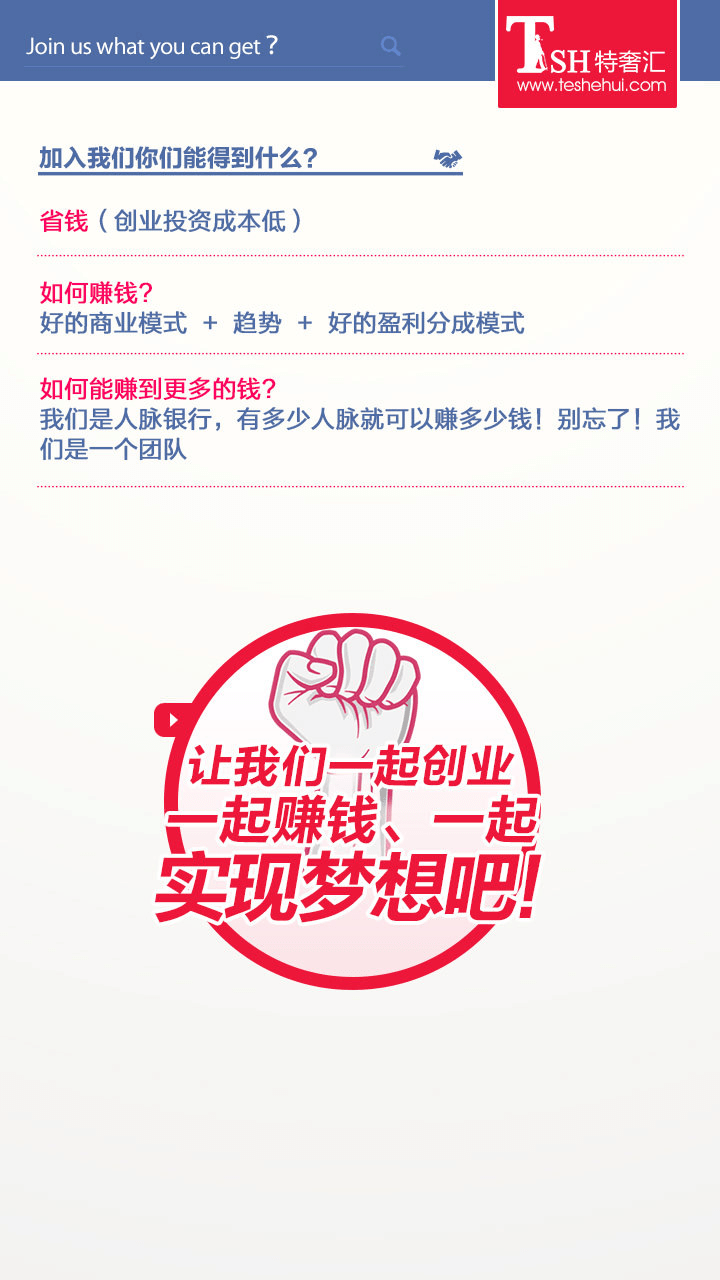 Join us what you can get？
TSH 特奢汇
www.teshehui.com
加入我们你们能得到什么？
省钱（创业投资成本低）
如何赚钱？
好的商业模式 + 趋势 + 好的盈利分成模式
如何能赚到更多的钱？
我们是人脉银行，有多少人脉就可以赚多少钱！别忘了！我
们是一个团队
让我们一起创业
一起赚钱、一起
实现梦想吧！